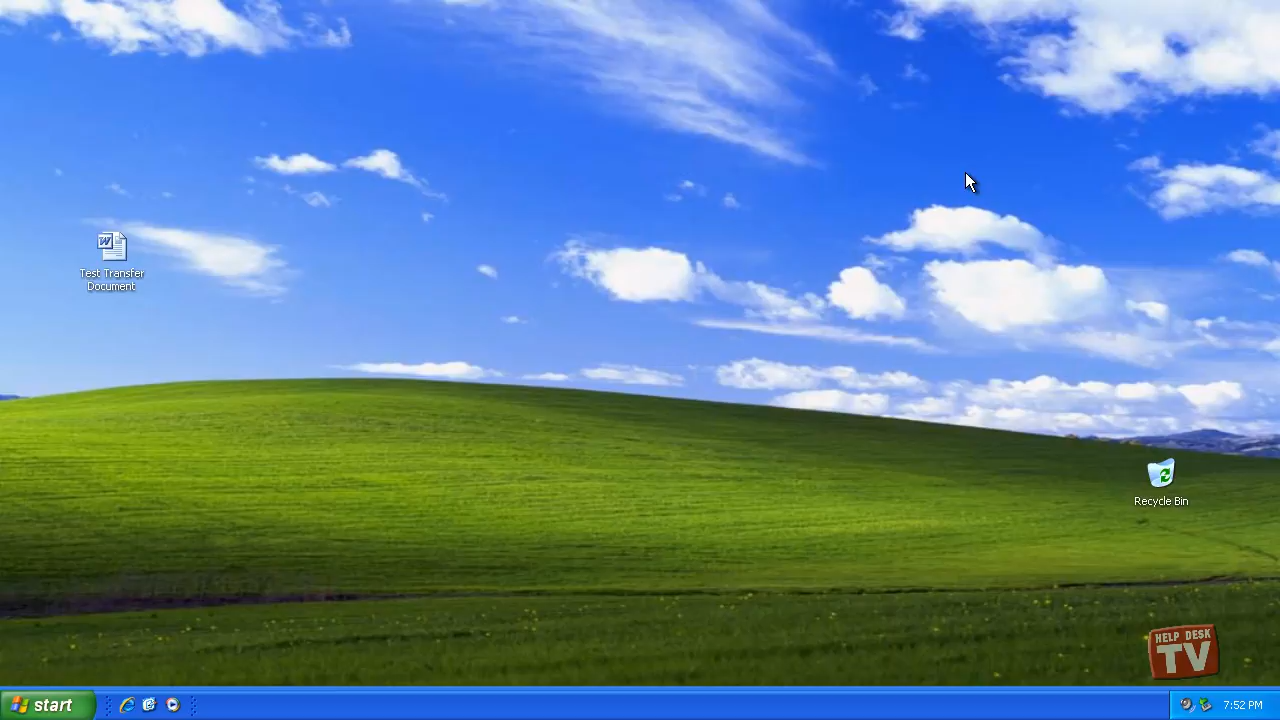 Test Transfer
Document
Recycle Bin
HELP DESK
TV
start
7:52 PM